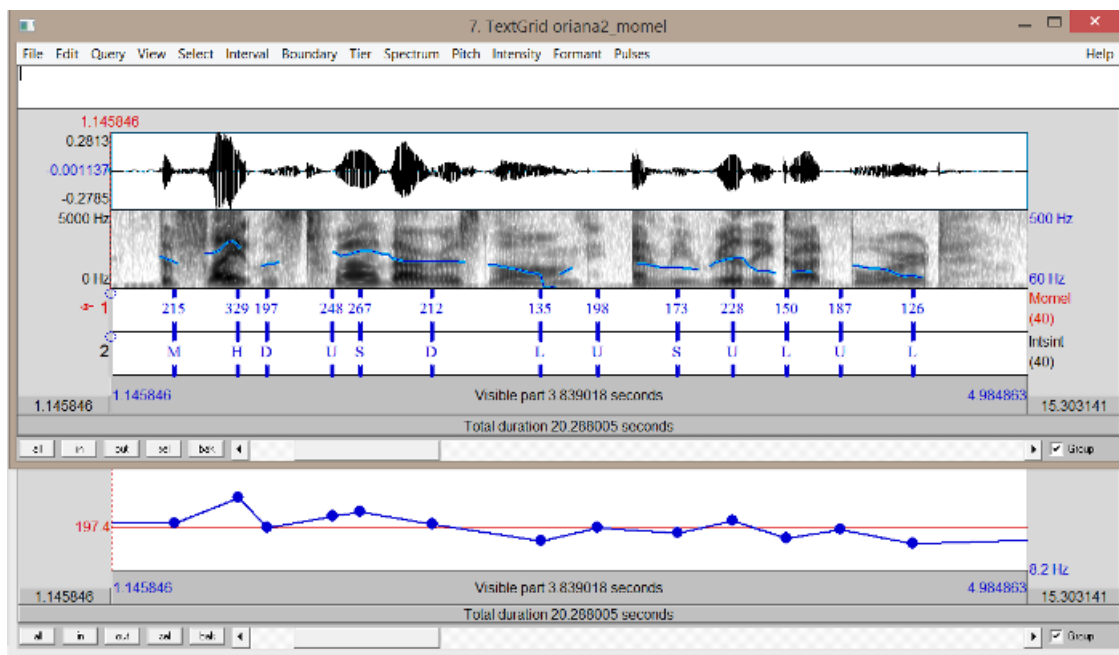 7. TextGrid oriana2_momel
File Edit Query View Select Interval Boundary Tier Spectrum Pitch Intensity Formant Pulses Help
1.145846
0.2813
-0.001137
-0.2785
5000 Hz 500 Hz
0 Hz 60 Hz
1 215 329 197 248 267 212 135 198 173 228 150 187 126 Momel
(40)
2 M H D U S D L U S U L U L Intsint
(40)
1.145846 Visible part 3.839018 seconds 4.984863
1.145846 15.303141
Total duration 20.288005 seconds
all in out sel bak Group
197.4
8.2 Hz
1.145846 Visible part 3.839018 seconds 4.984863
1.145846 15.303141
Total duration 20.288005 seconds
all in out sel bak Group